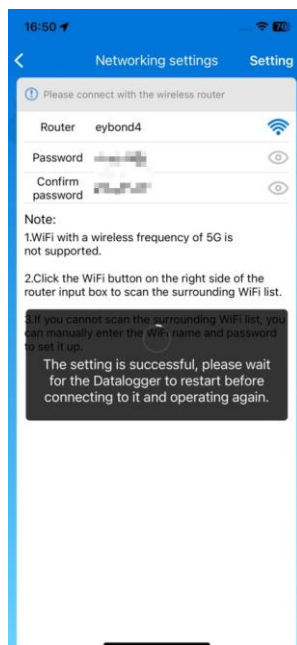 16:50
70
Networking settings
Setting
Please connect with the wireless router
Router eybond4
Password
Confirm
password
Note:
1.WiFi with a wireless frequency of 5G is
not supported.
2.Click the WiFi button on the right side of the
router input box to scan the surrounding WiFi list.
3.If you cannot scan the surrounding WiFi list, you
can manually enter the WiFi name and password
to set it up.
The setting is successful, please wait
for the Datalogger to restart before
connecting to it and operating again.